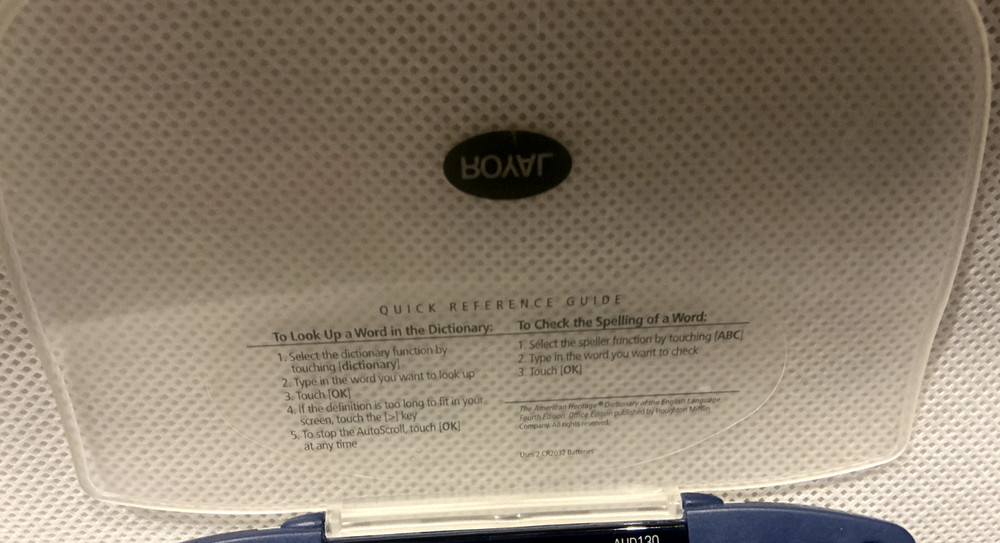 ROYAL
QUICK REFERENCE GUIDE
To Look Up a Word in the Dictionary:
1. Select the dictionary function by
touching [dictionary]
2. Type in the word you want to look up
3. Touch [OK]
4. If the definition is too long to fit in your
screen, touch the [>] key
5. To stop the AutoScroll, touch [OK]
at any time
To Check the Spelling of a Word:
1. Select the speller function by touching [ABC]
2. Type in the word you want to check
3. Touch [OK]
The American Heritage® Dictionary of the English Language
Fourth Edition, Office Edition published by Houghton Mifflin
Company. All rights reserved.
Uses 2 CR2032 Batteries